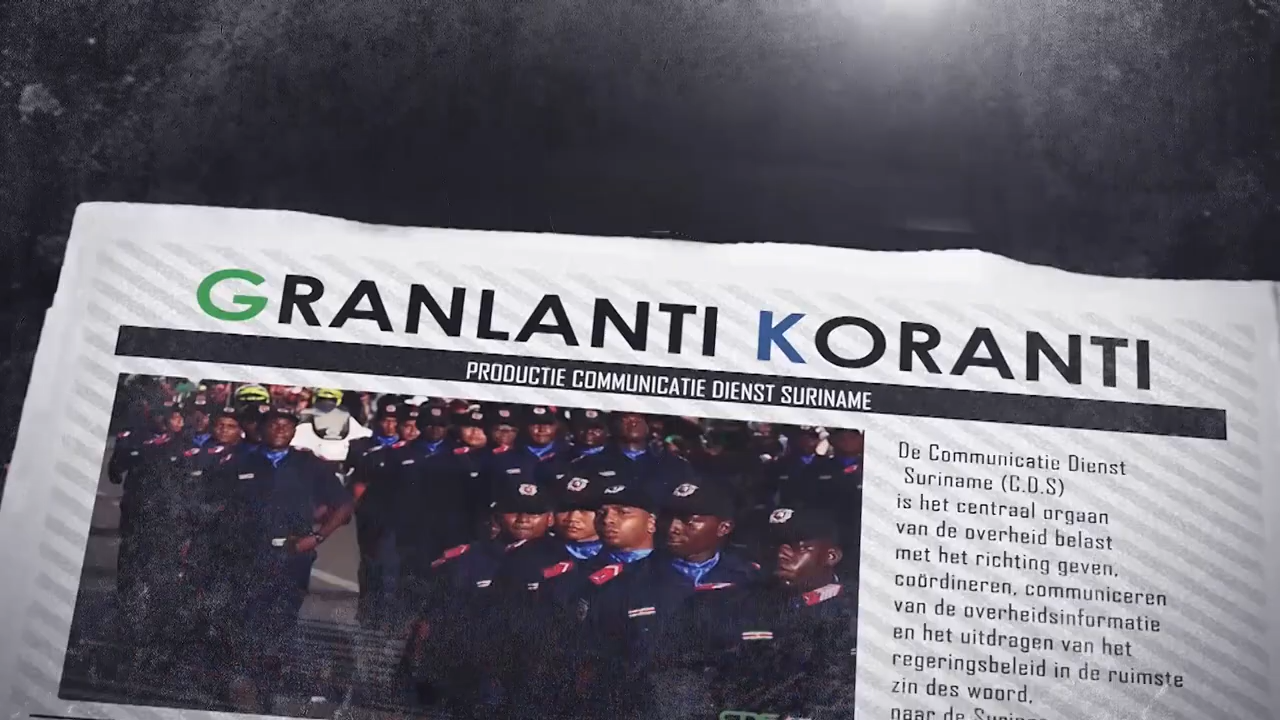 GRANLANTI KORANTI
PRODUCTIE COMMUNICATIE DIENST SURINAME
De Communicatie Dienst
Suriname (C.D.S)
is het centraal orgaan
van de overheid belast
met het richting geven,
coördineren, communiceren
van de overheidsinformatie
en het uitdragen van het
regeringsbeleid in de ruimste
zin des woord,
naar de